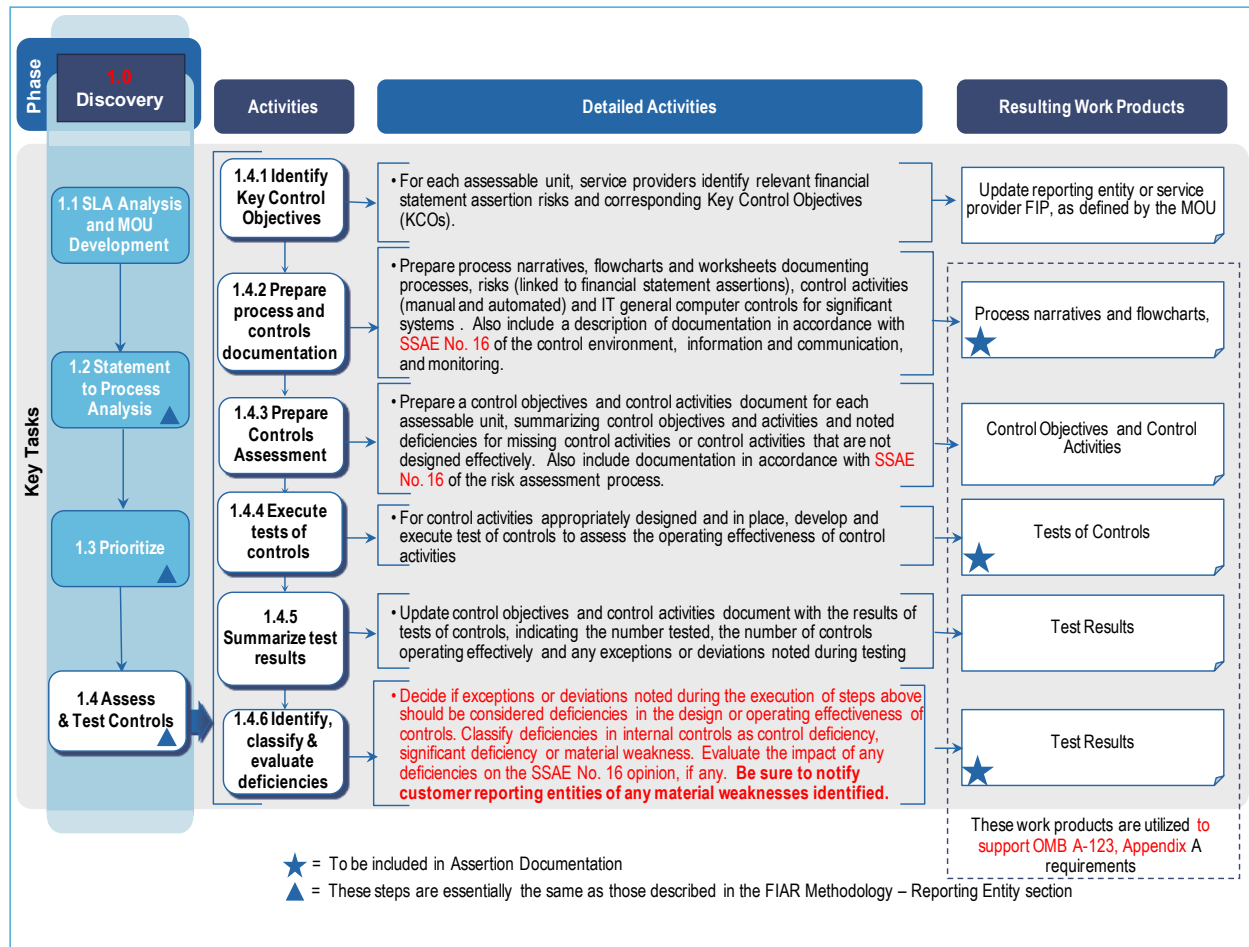 Phase
1.0
Discovery
Activities
Detailed Activities
Resulting Work Products
Key Tasks
1.1 SLA Analysis
and MOU
Development
1.2 Statement
to Process
Analysis
1.3 Prioritize
1.4 Assess
& Test Controls
1.4.1 Identify
Key Control
Objectives
• For each assessable unit, service providers identify relevant financial
statement assertion risks and corresponding Key Control Objectives
(KCOs).
Update reporting entity or service
provider FIP, as defined by the MOU
1.4.2 Prepare
process and
controls
documentation
• Prepare process narratives, flowcharts and worksheets documenting
processes, risks (linked to financial statement assertions), control activities
(manual and automated) and IT general computer controls for significant
systems . Also include a description of documentation in accordance with
SSAE No. 16 of the control environment, information and communication,
and monitoring.
Process narratives and flowcharts,
1.4.3 Prepare
Controls
Assessment
• Prepare a control objectives and control activities document for each
assessable unit, summarizing control objectives and activities and noted
deficiencies for missing control activities or control activities that are not
designed effectively. Also include documentation in accordance with SSAE
No. 16 of the risk assessment process.
Control Objectives and Control
Activities
1.4.4 Execute
tests of
controls
• For control activities appropriately designed and in place, develop and
execute test of controls to assess the operating effectiveness of control
activities
Tests of Controls
1.4.5
Summarize test
results
• Update control objectives and control activities document with the results of
tests of controls, indicating the number tested, the number of controls
operating effectively and any exceptions or deviations noted during testing
Test Results
1.4.6 Identify,
classify &
evaluate
deficiencies
• Decide if exceptions or deviations noted during the execution of steps above
should be considered deficiencies in the design or operating effectiveness of
controls. Classify deficiencies in internal controls as control deficiency,
significant deficiency or material weakness. Evaluate the impact of any
deficiencies on the SSAE No. 16 opinion, if any. Be sure to notify
customer reporting entities of any material weaknesses identified.
Test Results
These work products are utilized to
support OMB A-123, Appendix A
requirements
= To be included in Assertion Documentation
= These steps are essentially the same as those described in the FIAR Methodology – Reporting Entity section